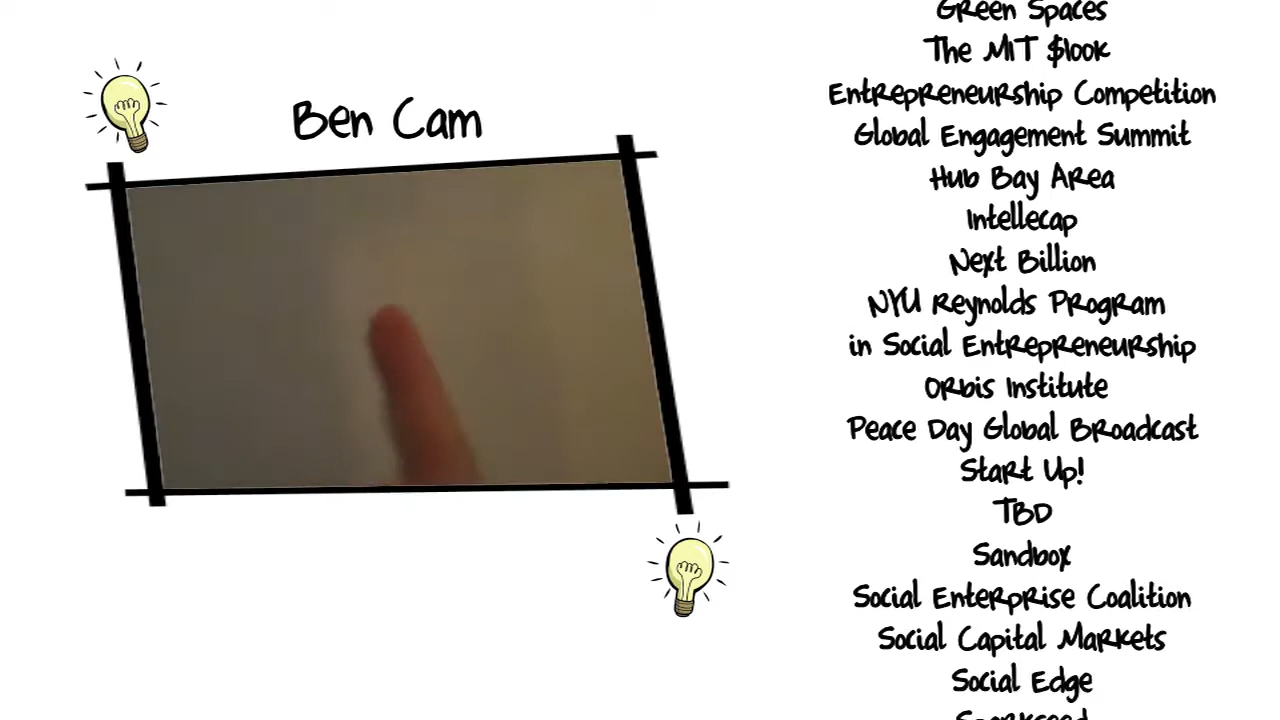 Green Spaces
The MIT $100K
Entrepreneurship Competition
Ben Cam
Global Engagement Summit
Hub Bay Area
Intellecap
Next Billion
NYU Reynolds Program
in Social Entrepreneurship
Orbis Institute
Peace Day Global Broadcast
Start Up!
TBD
Sandbox
Social Enterprise Coalition
Social Capital Markets
Social Edge
Sparkseed